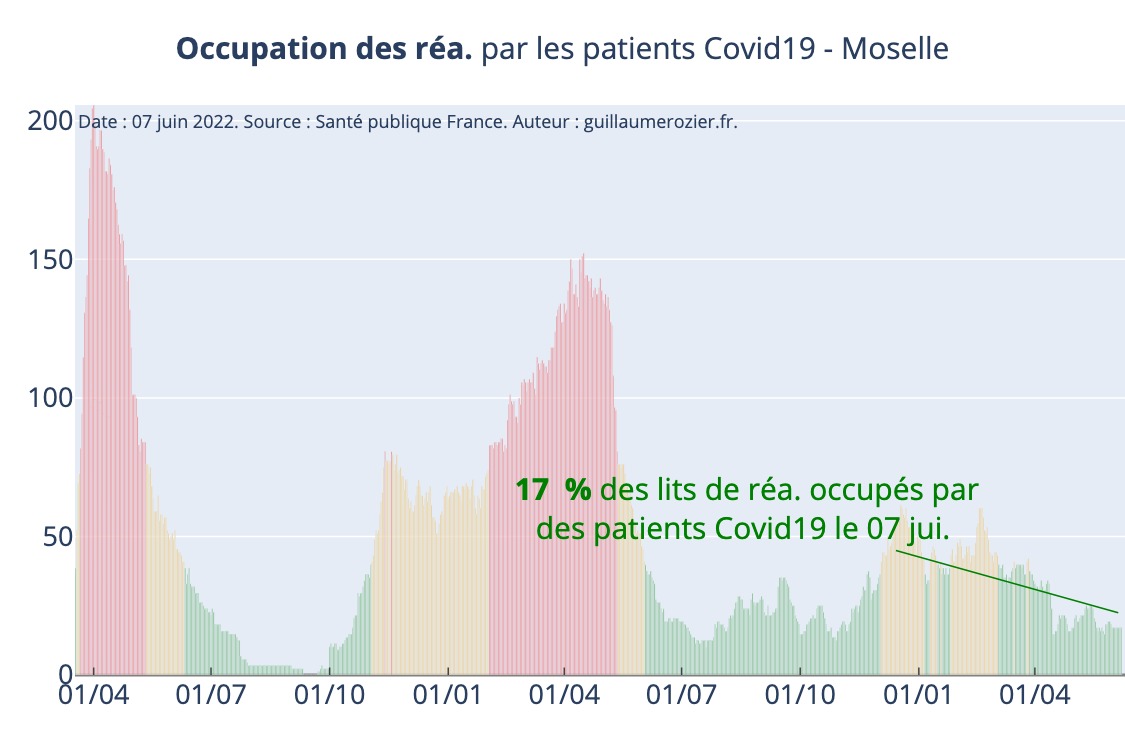 Occupation des réa. par les patients Covid19 - Moselle
200
Date : 07 juin 2022. Source : Santé publique France. Auteur : guillaumerozier.fr.
150
100
17 % des lits de réa. occupés par
des patients Covid19 le 07 jui.
50
0
01/04 01/07 01/10 01/01 01/04 01/07 01/10 01/01 01/04